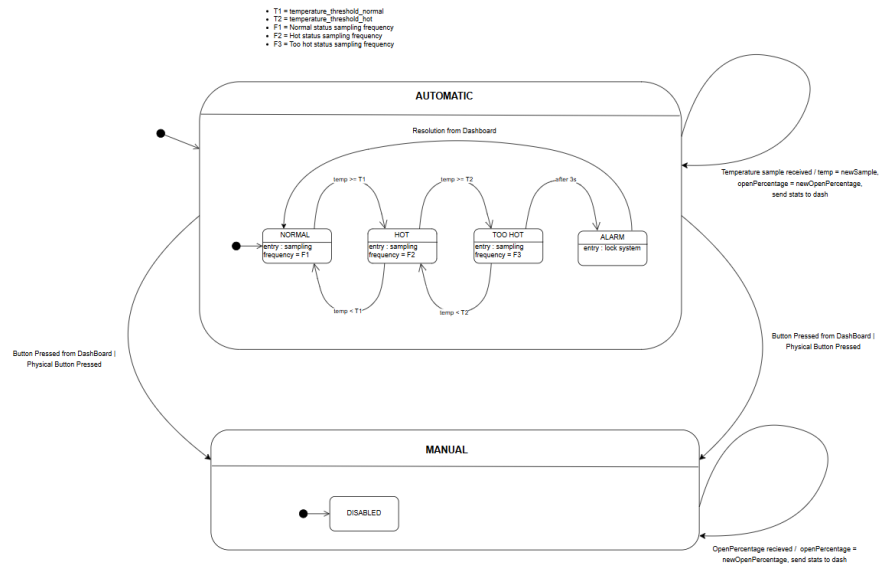 T1 = temperature_threshold_normal
T2 = temperature_threshold_hot
F1 = Normal status sampling frequency
F2 = Hot status sampling frequency
F3 = Too hot status sampling frequency
AUTOMATIC
Resolution from Dashboard
temp >= T1
temp >= T2
after 3s
Temperature sample received / temp = newSample,
openPercentage = newOpenPercentage,
send stats to dash
NORMAL
entry : sampling
frequency = F1
HOT
entry : sampling
frequency = F2
TOO HOT
entry : sampling
frequency = F3
ALARM
entry : lock system
temp < T1
temp < T2
Button Pressed from DashBoard |
Physical Button Pressed
Button Pressed from DashBoard |
Physical Button Pressed
MANUAL
DISABLED
OpenPercentage recieved / openPercentage =
newOpenPercentage, send stats to dash